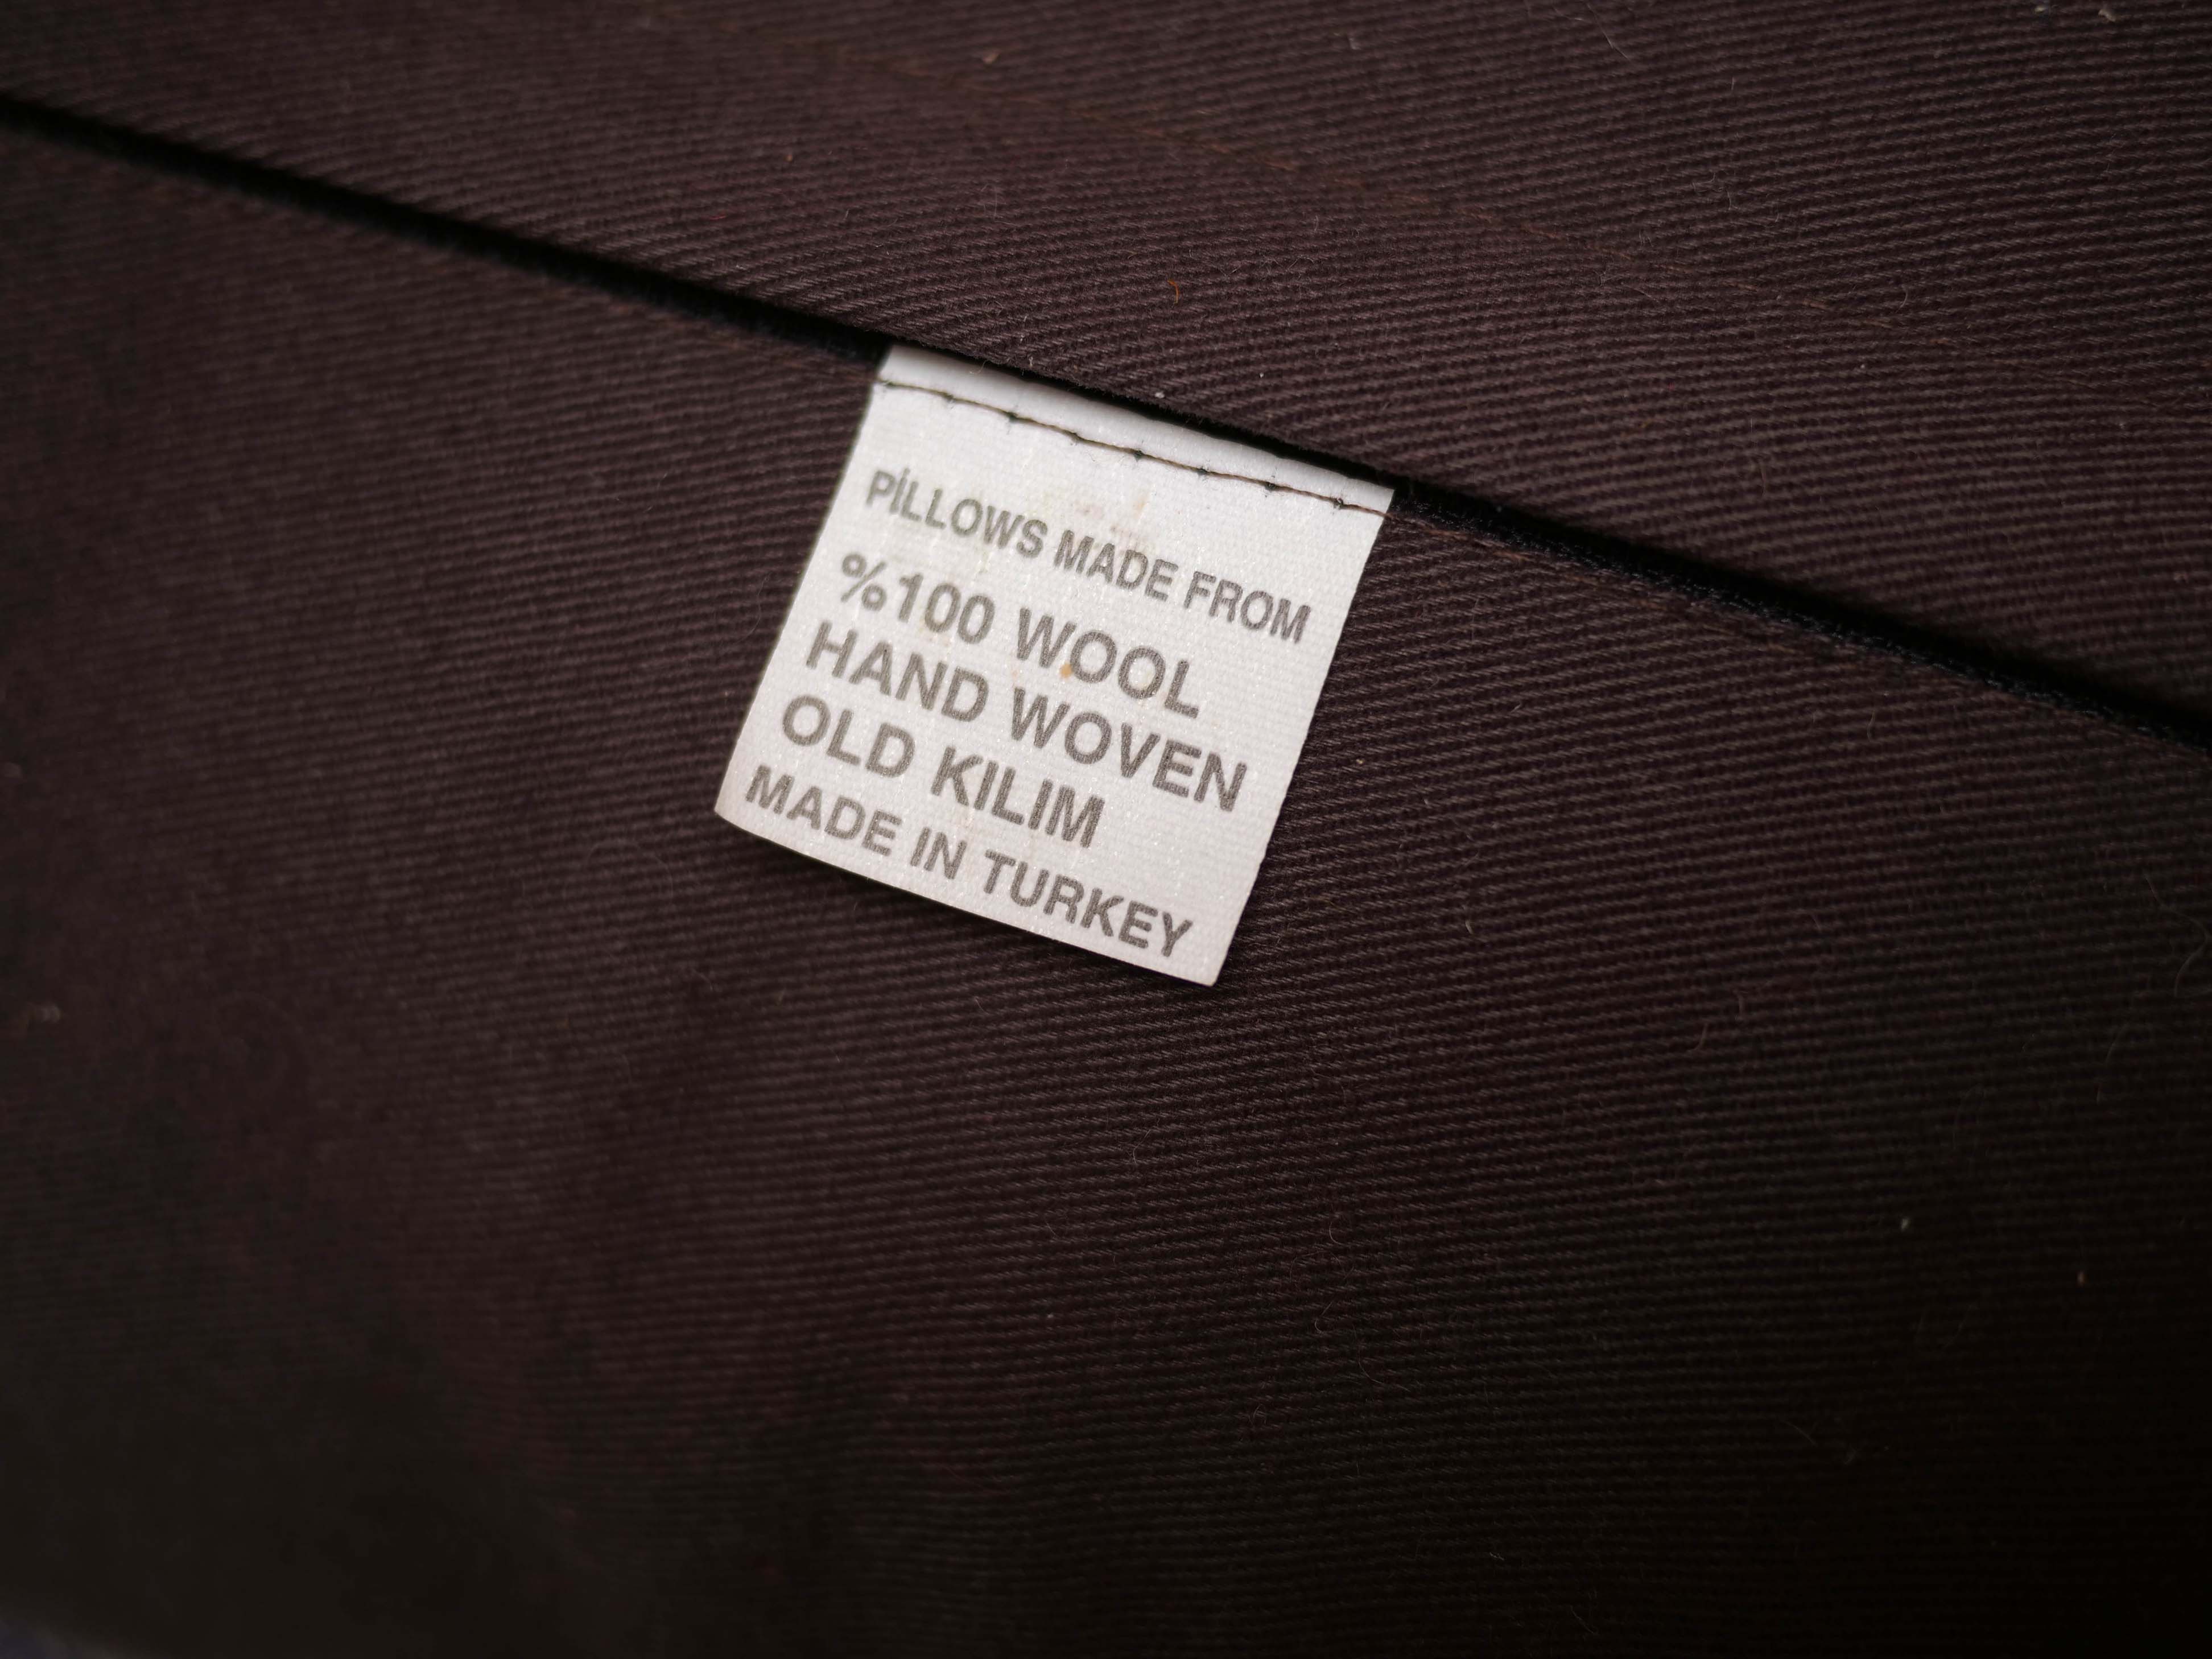 PİLLOWS MADE FROM
%100 WOOL
HAND WOVEN
OLD KILIM
MADE IN TURKEY